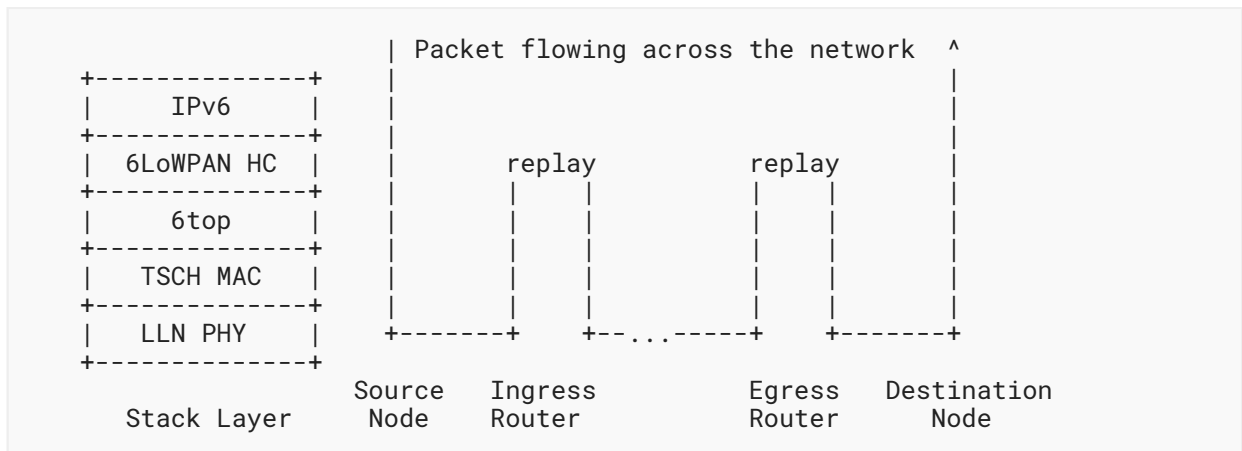 | Packet flowing across the network ^
+--------------+ | |
| IPv6 | | |
+--------------+ | |
| 6LoWPAN HC | | replay replay |
+--------------+ | | | | | |
| 6top | | | | | | |
+--------------+ | | | | | |
| TSCH MAC | | | | | | |
+--------------+ | | | | | |
| LLN PHY | +-------+ +--...-----+ +-------+
+--------------+
Source Ingress Egress Destination
Stack Layer Node Router Router Node